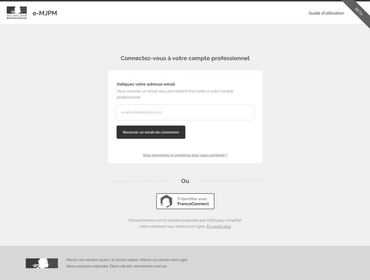 e-MJPM
Guide d'utilisation
BETA
Connectez-vous à votre compte professionnel
Indiquez votre adresse email
Vous recevrez un email vous permettant d'accéder à votre compte
professionnel
Recevoir un email de connexion
Vous rencontrez un problème pour vous connecter ?
Ou
S'identifier avec
FranceConnect
FranceConnect est la solution proposée par l'État pour simplifier
votre connexion aux services en ligne. En savoir plus.
Mauris non tempor quam, et lacinia sapien. Mauris accumsan eros eget
libero posuere vulputate. Etiam elit elit, elementum sed var